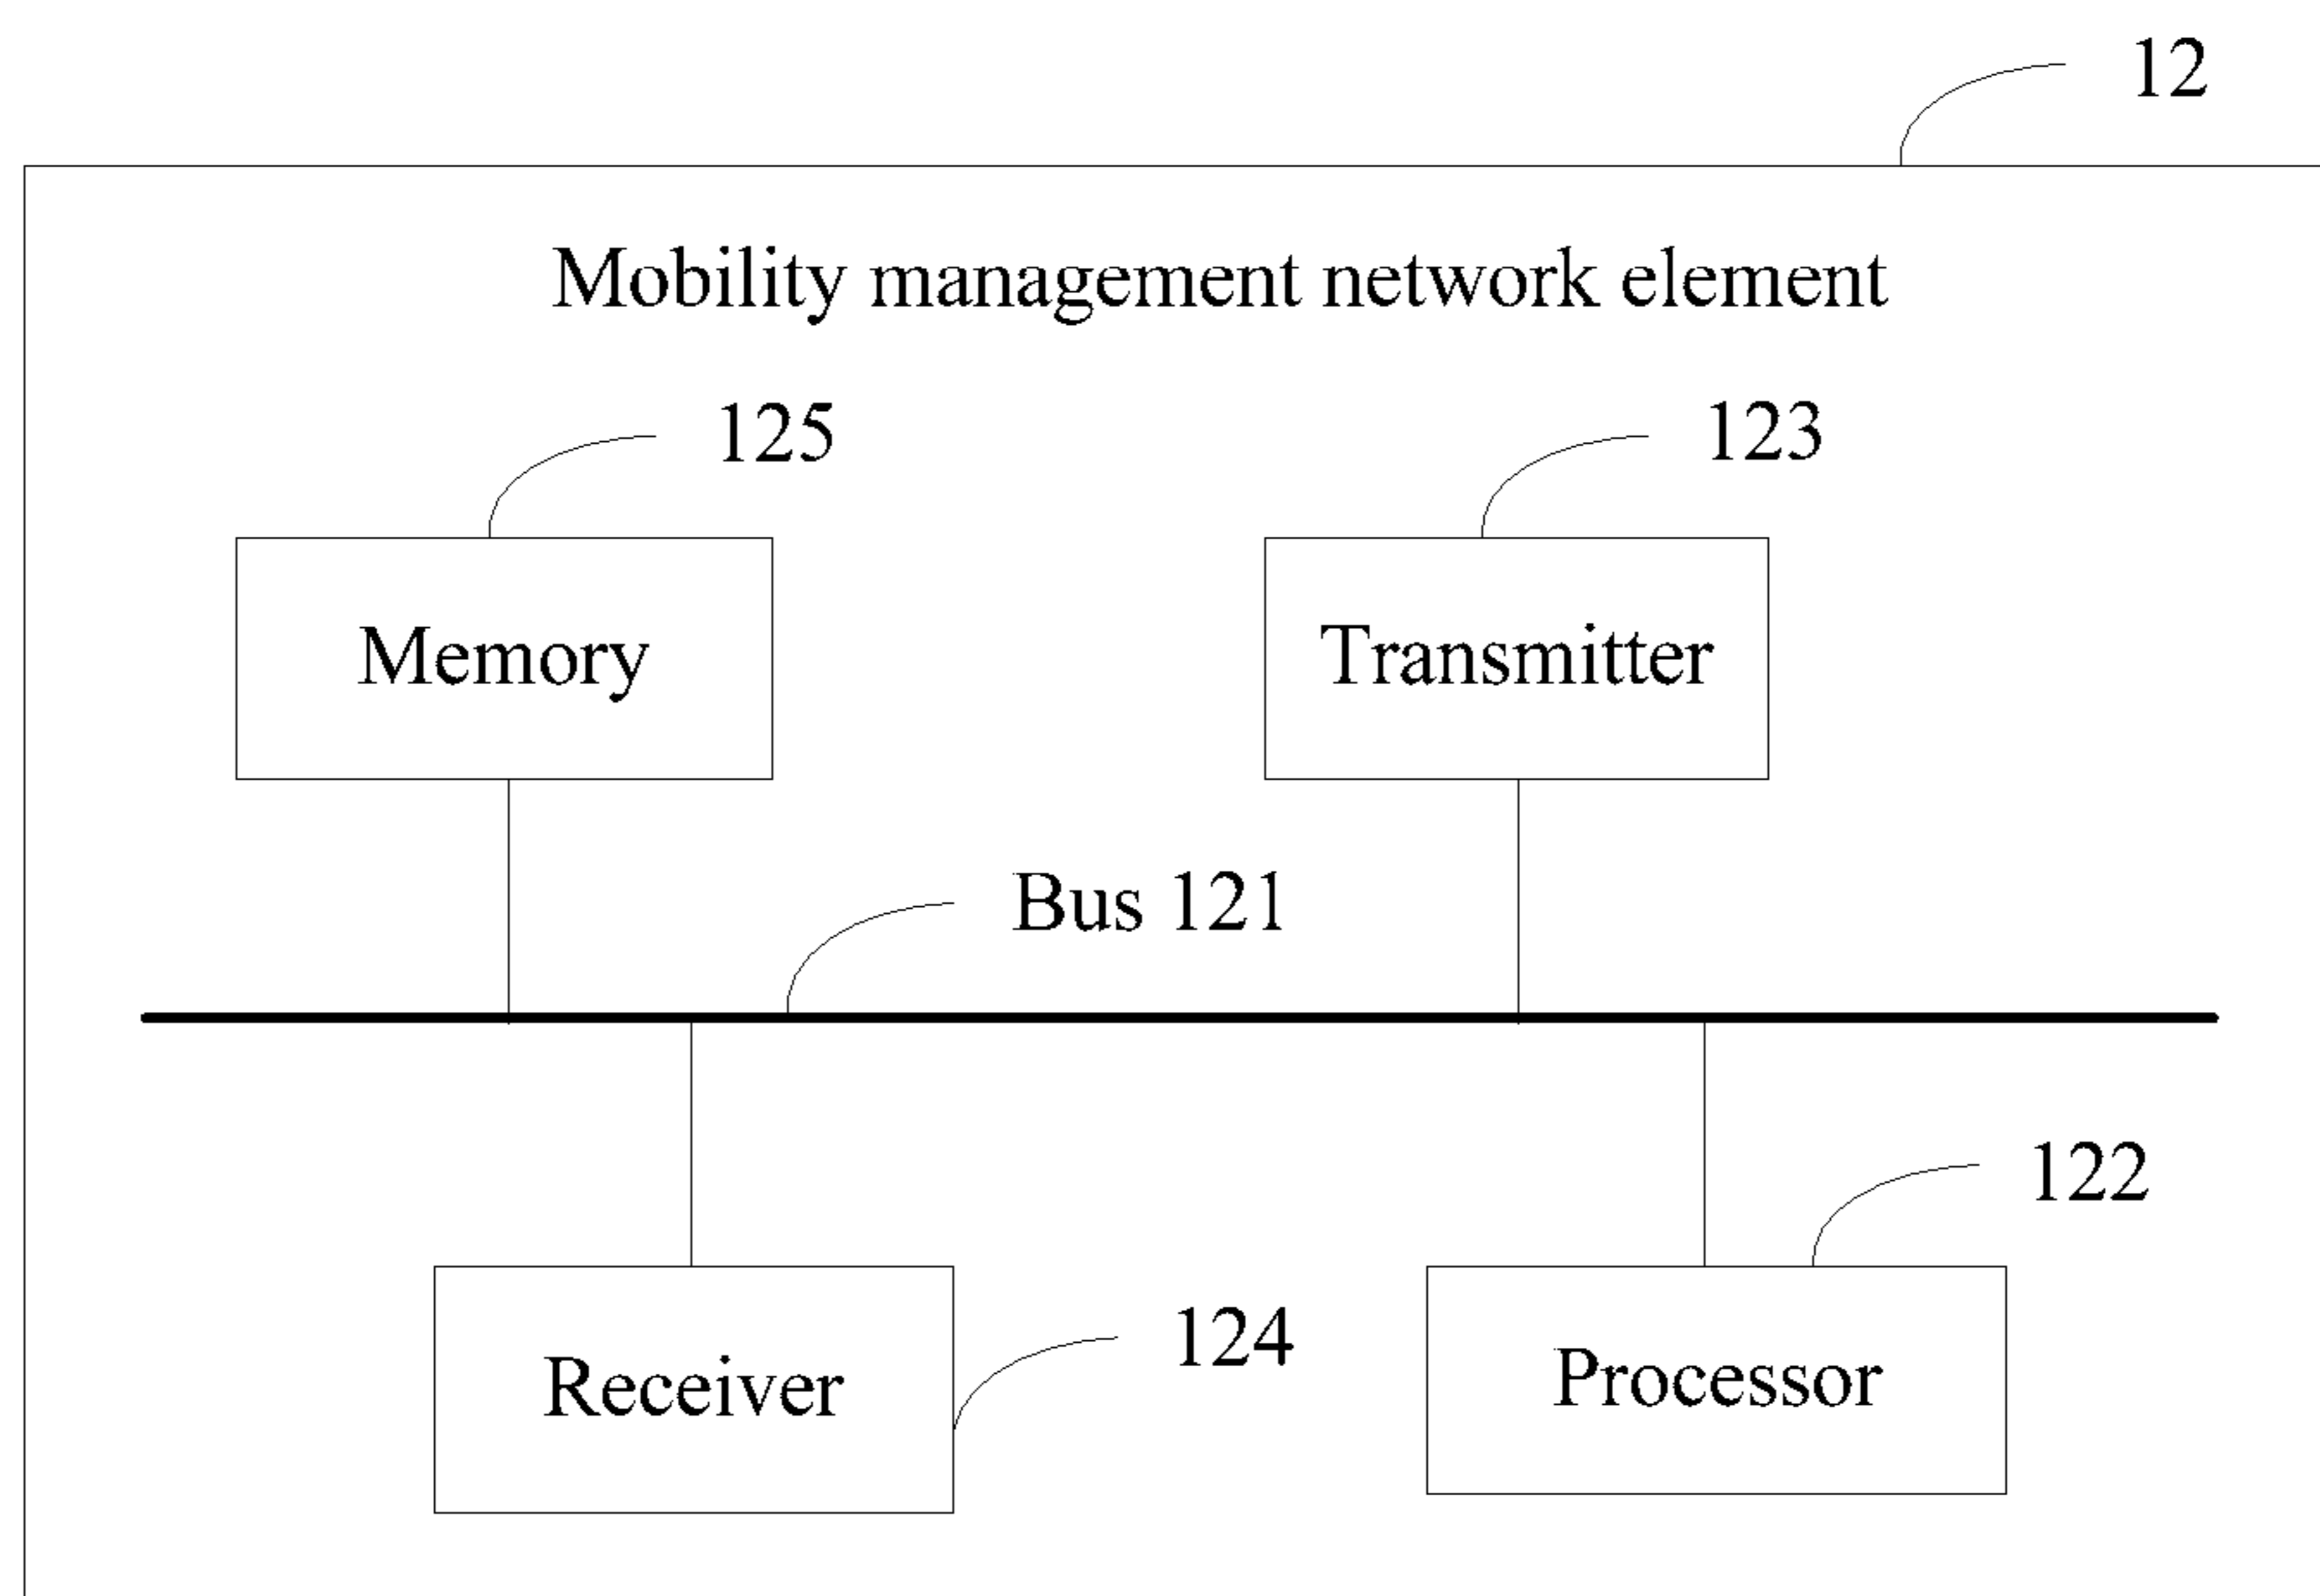 12
Mobility management network element
125
123
Memory
Transmitter
Bus 121
122
124
Receiver
Processor